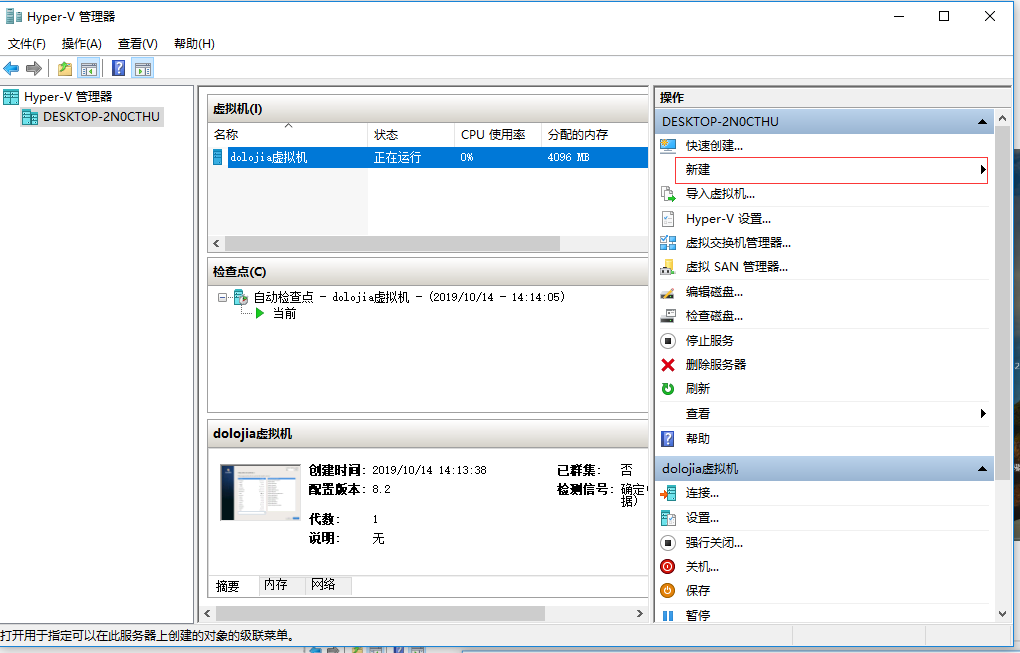 Hyper-V 管理器
文件(F) 操作(A) 查看(V) 帮助(H)
Hyper-V 管理器
DESKTOP-2N0CTHU
虚拟机(I)
名称 状态 CPU 使用率 分配的内存
dolojia虚拟机 正在运行 0% 4096 MB
检查点(C)
自动检查点 - dolojia虚拟机 - (2019/10/14 - 14:14:05)
当前
dolojia虚拟机
创建时间: 2019/10/14 14:13:38 已群集: 否
配置版本: 8.2 检测信号: 确定
据)
代数: 1
说明: 无
摘要 内存 网络
操作
DESKTOP-2N0CTHU
快速创建...
新建
导入虚拟机...
Hyper-V 设置...
虚拟交换机管理器...
虚拟 SAN 管理器...
编辑磁盘...
检查磁盘...
停止服务
删除服务器
刷新
查看
帮助
dolojia虚拟机
连接...
设置...
强行关闭...
关机...
保存
暂停
打开用于指定可以在此服务器上创建的对象的级联菜单。